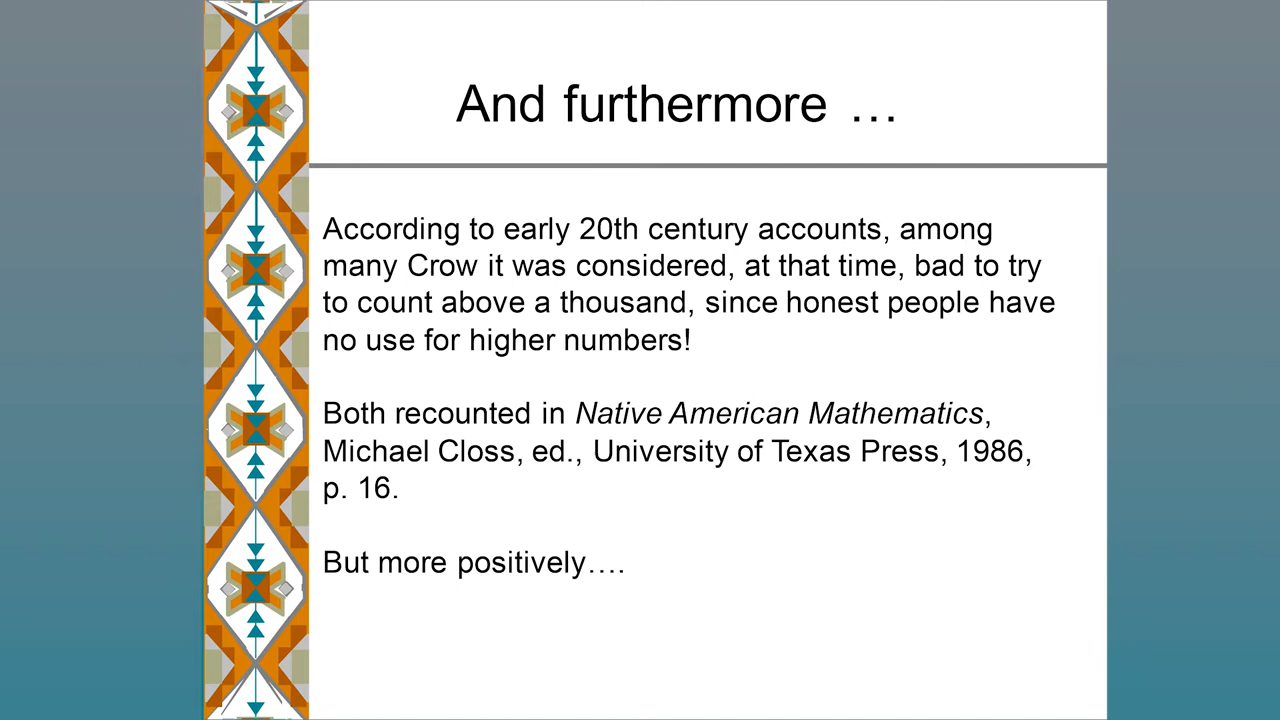 And furthermore …
According to early 20th century accounts, among
many Crow it was considered, at that time, bad to try
to count above a thousand, since honest people have
no use for higher numbers!
Both recounted in Native American Mathematics,
Michael Closs, ed., University of Texas Press, 1986,
p. 16.
But more positively….